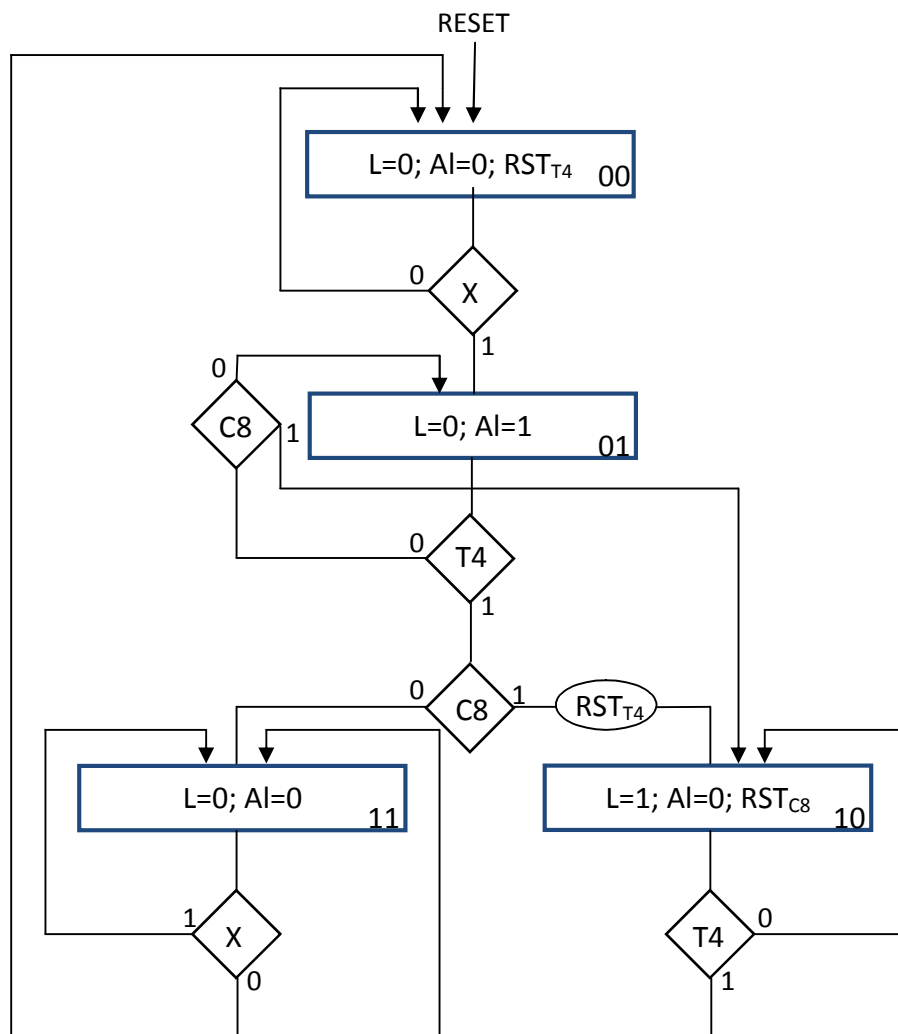 RESET
L=0; Al=0; RST_T4 00
0
X
1
0
C8
1
L=0; Al=1
01
0
T4
1
0
C8
1
RST_T4
L=0; Al=0
11
L=1; Al=0; RST_C8
10
1
X
0
T4
0
1